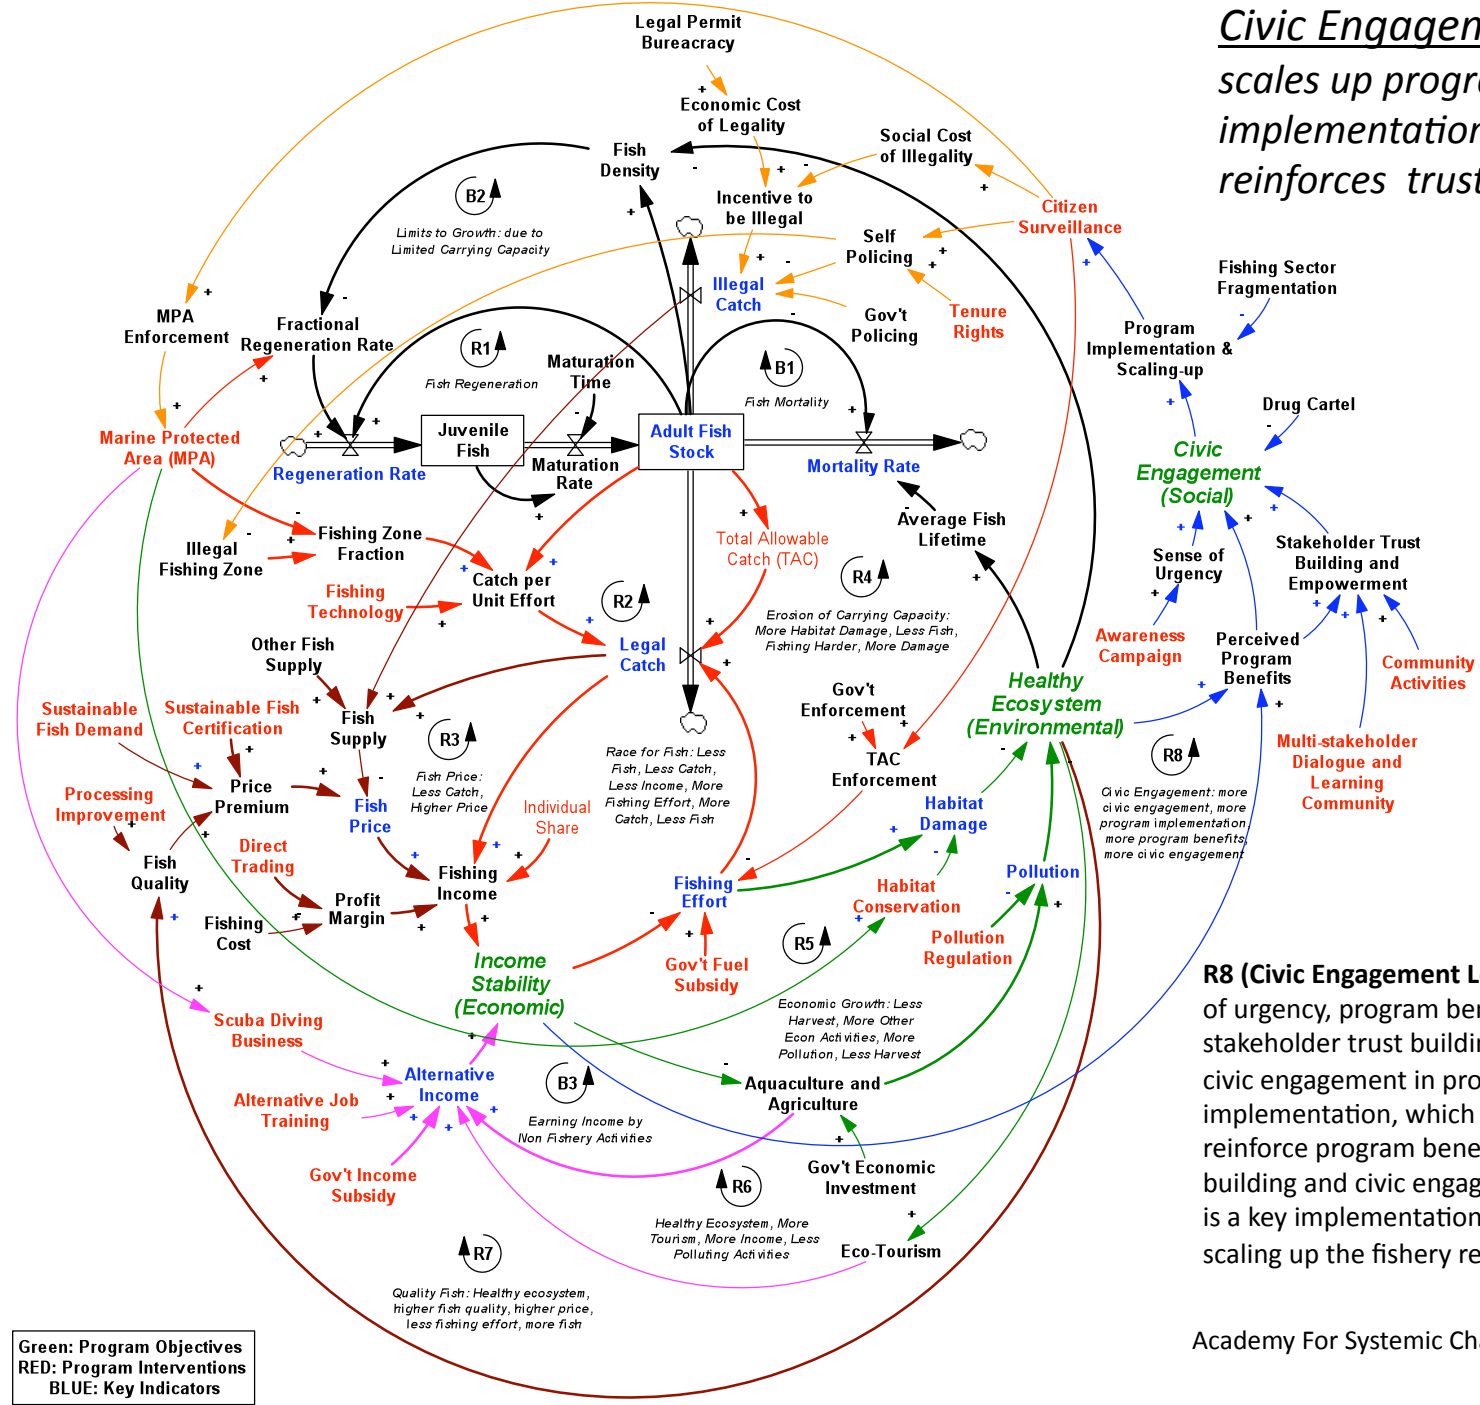 Civic Engagem
scales up progra
implementation
reinforces trust
Legal Permit
Bureacracy
Economic Cost
of Legality
Social Cost
of Illegality
Fish
Density
B2
Limits to Growth: due to
Limited Carrying Capacity
Incentive to
be Illegal
Citizen
Surveillance
Self
Policing
Illegal
Catch
Gov't
Policing
Tenure
Rights
Fishing Sector
Fragmentation
MPA
Enforcement
Fractional
Regeneration Rate
R1
Fish Regeneration
Maturation
Time
B1
Fish Mortality
Program
Implementation &
Scaling-up
Drug Cartel
Marine Protected
Area (MPA)
Juvenile
Fish
Adult Fish
Stock
Regeneration Rate
Maturation
Rate
Mortality Rate
Civic
Engagement
(Social)
Average Fish
Lifetime
Illegal
Fishing Zone
Fishing Zone
Fraction
Total Allowable
Catch (TAC)
Sense of
Urgency
Stakeholder Trust
Building and
Empowerment
Catch per
Unit Effort
Fishing
Technology
R2
R4
Erosion of Carrying Capacity:
More Habitat Damage, Less Fish,
Fishing Harder, More Damage
Other Fish
Supply
Legal
Catch
Awareness
Campaign
Perceived
Program
Benefits
Community
Activities
Sustainable
Fish Demand
Sustainable Fish
Certification
Fish
Supply
R3
Fish Price:
Less Catch,
Higher Price
Race for Fish: Less
Fish, Less Catch,
Less Income, More
Fishing Effort, More
Catch, Less Fish
Gov't
Enforcement
TAC
Enforcement
Healthy
Ecosystem
(Environmental)
R8
Civic Engagement: more
civic engagement, more
program implementation,
more program benefits,
more civic engagement
Multi-stakeholder
Dialogue and
Learning
Community
Processing
Improvement
Price
Premium
Fish
Price
Individual
Share
Habitat
Damage
Direct
Trading
Fish
Quality
Fishing
Income
Profit
Margin
Fishing
Cost
Fishing
Effort
Habitat
Conservation
Pollution
Pollution
Regulation
R5
Gov't Fuel
Subsidy
Income
Stability
(Economic)
Economic Growth: Less
Harvest, More Other
Econ Activities, More
Pollution, Less Harvest
R8 (Civic Engagement L
of urgency, program ben
stakeholder trust buildin
civic engagement in pro
implementation, which
reinforce program bene
building and civic engag
is a key implementation
scaling up the fishery re
Scuba Diving
Business
Alternative
Income
B3
Earning Income by
Non Fishery Activities
Aquaculture and
Agriculture
Alternative Job
Training
Gov't Income
Subsidy
Gov't Economic
Investment
R6
Healthy Ecosystem, More
Tourism, More Income, Less
Polluting Activities
Eco-Tourism
R7
Quality Fish: Healthy ecosystem,
higher fish quality, higher price,
less fishing effort, more fish
Green: Program Objectives
RED: Program Interventions
BLUE: Key Indicators
Academy For Systemic Cha